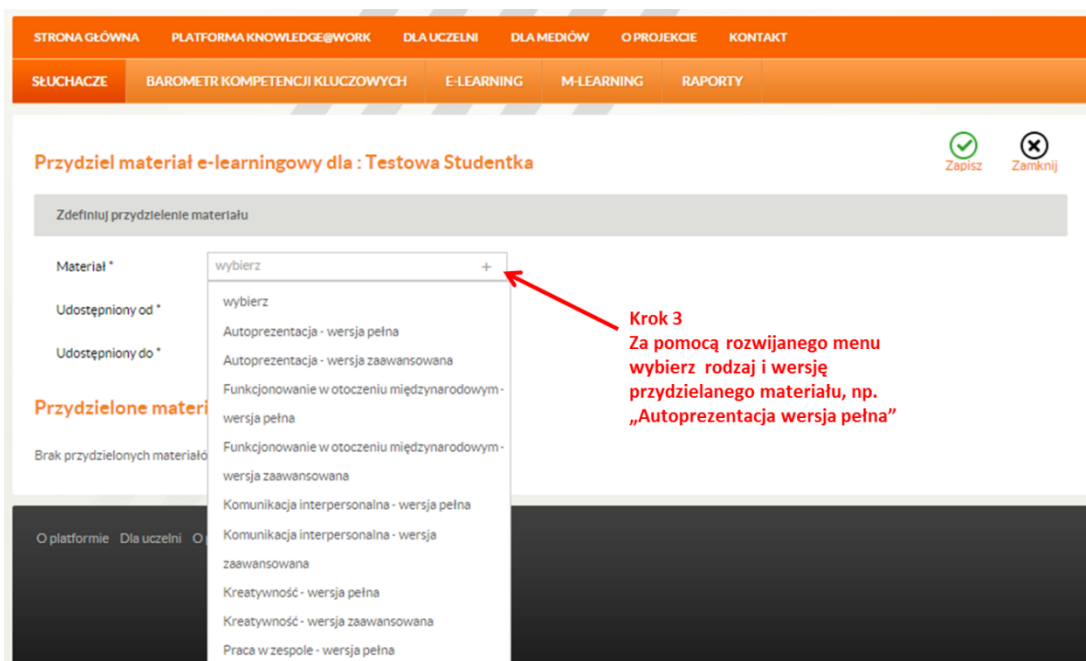 STRONA GŁÓWNA PLATFORMA KNOWLEDGE@WORK DLA UCZELNI DLA MEDIÓW O PROJEKCIE KONTAKT
SŁUCHACZE BAROMETR KOMPETENCJI KLUCZOWYCH E-LEARNING M-LEARNING RAPORTY
Przydziel materiał e-learningowy dla : Testowa Studentka
Zapisz Zamknij
Zdefiniuj przydzielenie materiału
Materiał * wybierz +
Udostępniony od *
Udostępniony do *
wybierz
Autoprezentacja - wersja pełna
Autoprezentacja - wersja zaawansowana
Funkcjonowanie w otoczeniu międzynarodowym -
wersja pełna
Funkcjonowanie w otoczeniu międzynarodowym -
wersja zaawansowana
Komunikacja interpersonalna - wersja pełna
Komunikacja interpersonalna - wersja
zaawansowana
Kreatywność - wersja pełna
Kreatywność - wersja zaawansowana
Praca w zespole - wersja pełna
Krok 3
Za pomocą rozwijanego menu
wybierz rodzaj i wersję
przydzielanego materiału, np.
„Autoprezentacja wersja pełna”
Przydzielone materi
Brak przydzielonych materiałó
O platformie Dla uczelni O